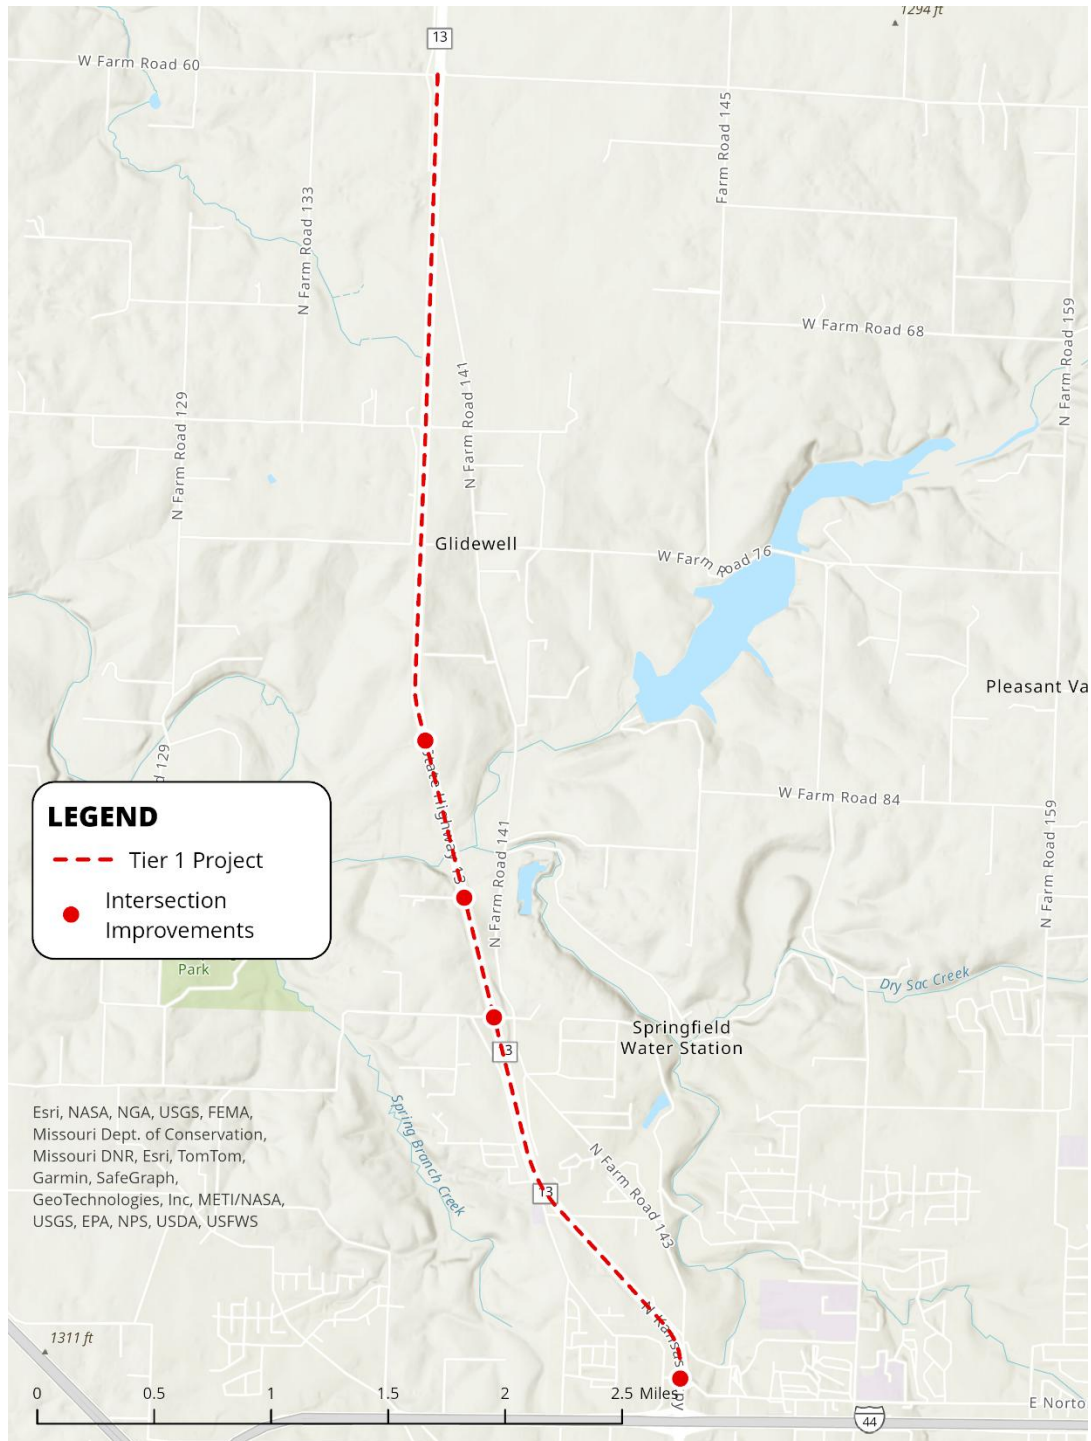 1294 ft
13
W Farm Road 60
Farm Road 145
N Farm Road 133
N Farm Road 159
W Farm Road 68
N Farm Road 141
N Farm Road 129
Glidewell
W Farm Road 76
Pleasant Va
d 129
State Highway 13
W Farm Road 84
LEGEND
Tier 1 Project
Intersection
Improvements
N Farm Road 141
N Farm Road 159
Park
Dry Sac Creek
Springfield
Water Station
13
Esri, NASA, NGA, USGS, FEMA,
Missouri Dept. of Conservation,
Missouri DNR, Esri, TomTom,
Garmin, SafeGraph,
GeoTechnologies, Inc, METI/NASA,
USGS, EPA, NPS, USDA, USFWS
Spring Branch Creek
N Farm Road 143
13
N Kansas
py
1311 ft
0 0.5 1 1.5 2 2.5 Miles
E Norto
44